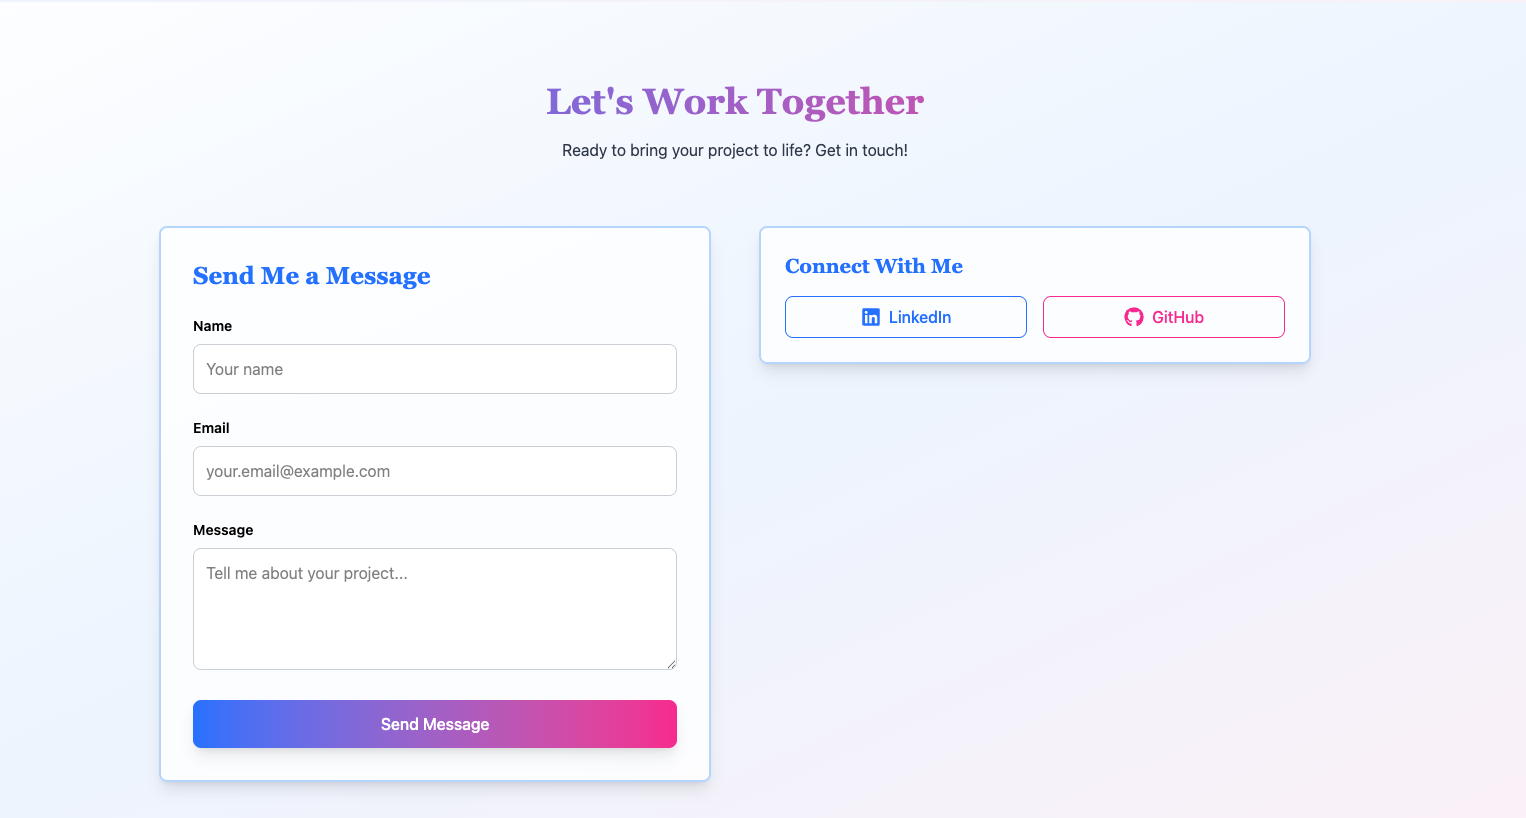 Let's Work Together
Ready to bring your project to life? Get in touch!
Send Me a Message
Name
Your name
Email
your.email@example.com
Message
Tell me about your project...
Send Message
Connect With Me
LinkedIn
GitHub